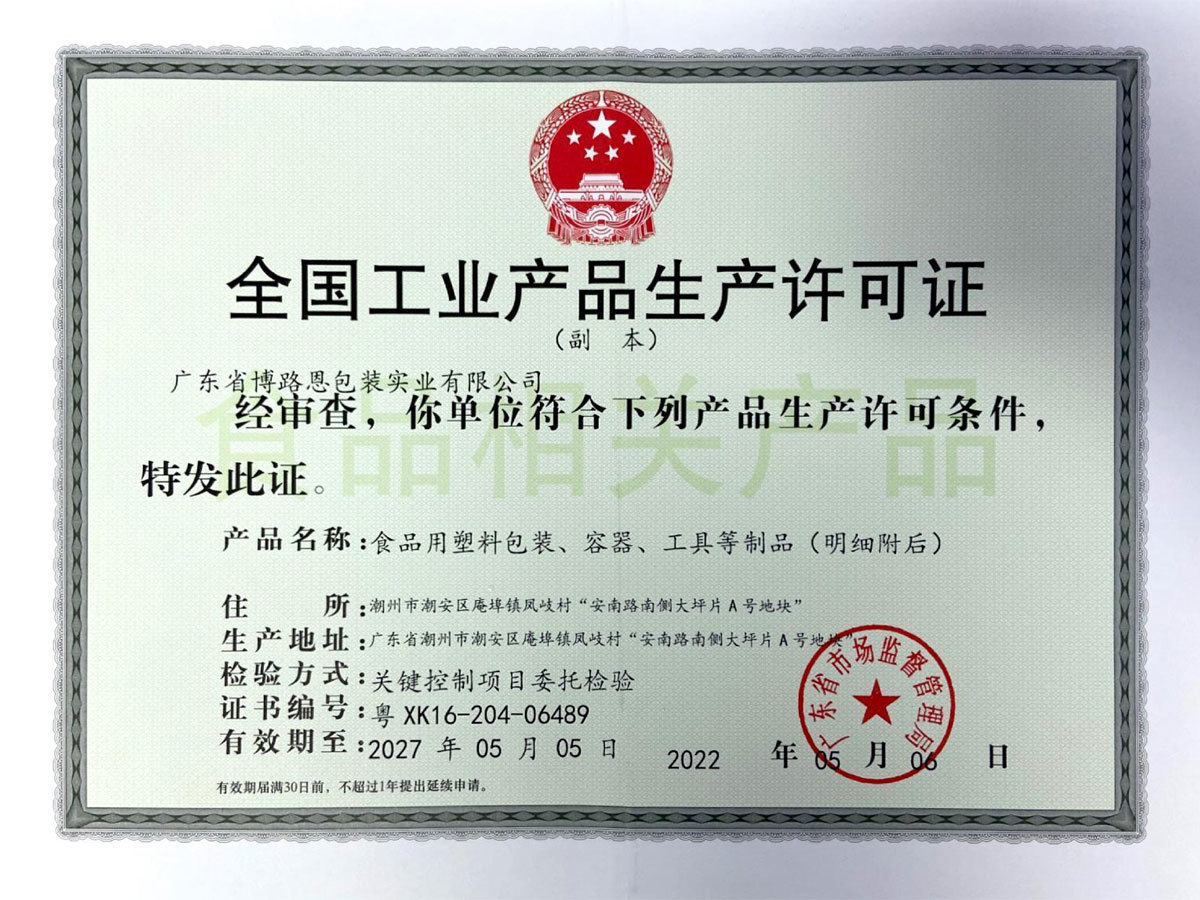 全国工业产品生产许可证
（副 本）
广东省博路恩包装实业有限公司
食品相关产品
经审查，你单位符合下列产品生产许可条件，
特发此证。
产品名称：食品用塑料包装、容器、工具等制品（明细附后）
住 所：潮州市潮安区庵埠镇凤岐村“安南路南侧大坪片 A 号地块”
生产地址：广东省潮州市潮安区庵埠镇凤岐村“安南路南侧大坪片 A 号地块”
检验方式：关键控制项目委托检验
证书编号：粤 XK16-204-06489
有效期至：2027 年 05 月 05 日
广东省市场监督管理局
2022 年 05 月 06 日
有效期届满30日前，不超过1年提出延续申请。